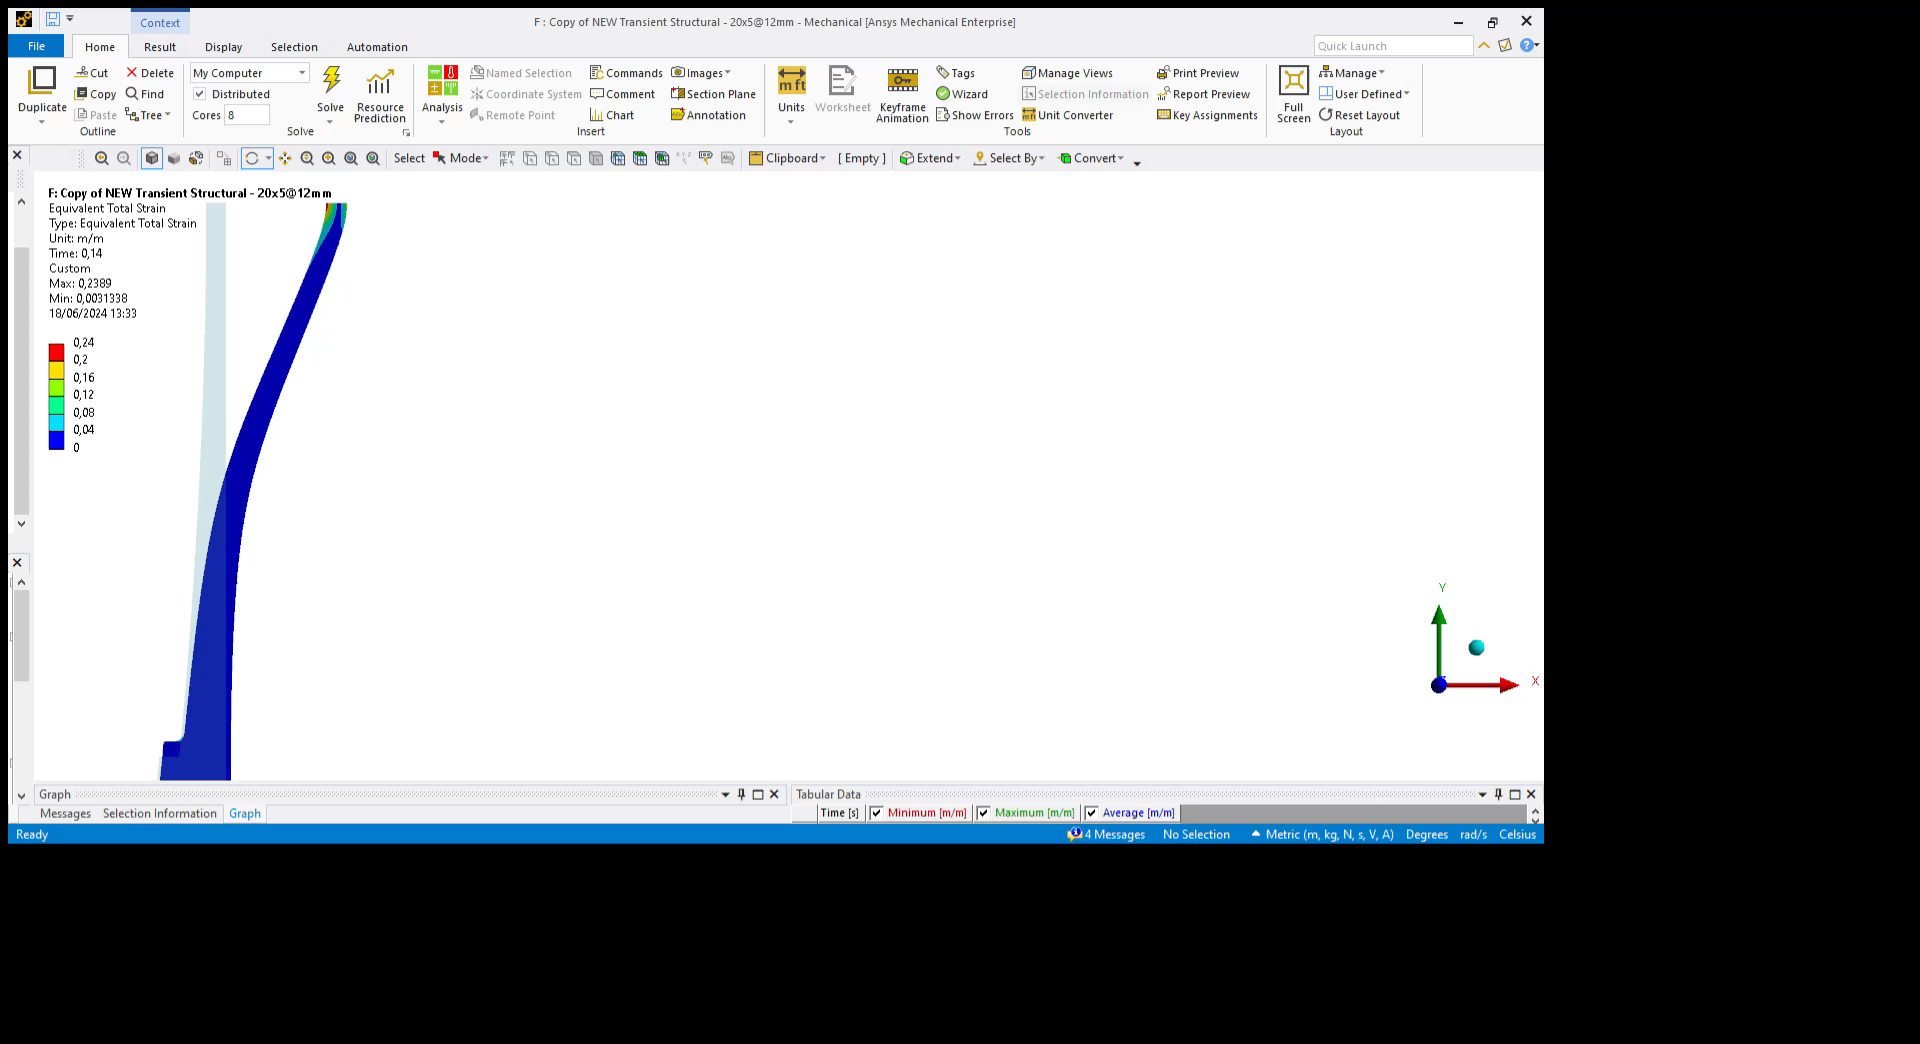 Context
F : Copy of NEW Transient Structural - 20x5@12mm - Mechanical [Ansys Mechanical Enterprise]
File Home Result Display Selection Automation
Quick Launch
Duplicate
Cut
Copy
Paste
Delete
Find
Tree
Outline
My Computer
Distributed
Cores 8
Solve
Resource Prediction
Solve
Analysis
Named Selection
Coordinate System
Remote Point
Commands
Comment
Chart
Images
Section Plane
Annotation
Insert
Units
Worksheet
Keyframe Animation
Tags
Wizard
Show Errors
Manage Views
Selection Information
Unit Converter
Print Preview
Report Preview
Key Assignments
Tools
Full Screen
Manage
User Defined
Reset Layout
Layout
Select Mode Clipboard [ Empty ] Extend Select By Convert
F: Copy of NEW Transient Structural - 20x5@12mm
Equivalent Total Strain
Type: Equivalent Total Strain
Unit: m/m
Time: 0,14
Custom
Max: 0,2389
Min: 0,0031338
18/06/2024 13:33
0,24
0,2
0,16
0,12
0,08
0,04
0
Y
X
Graph
Tabular Data
Messages Selection Information Graph
Time [s] Minimum [m/m] Maximum [m/m] Average [m/m]
Ready
4 Messages No Selection Metric (m, kg, N, s, V, A) Degrees rad/s Celsius